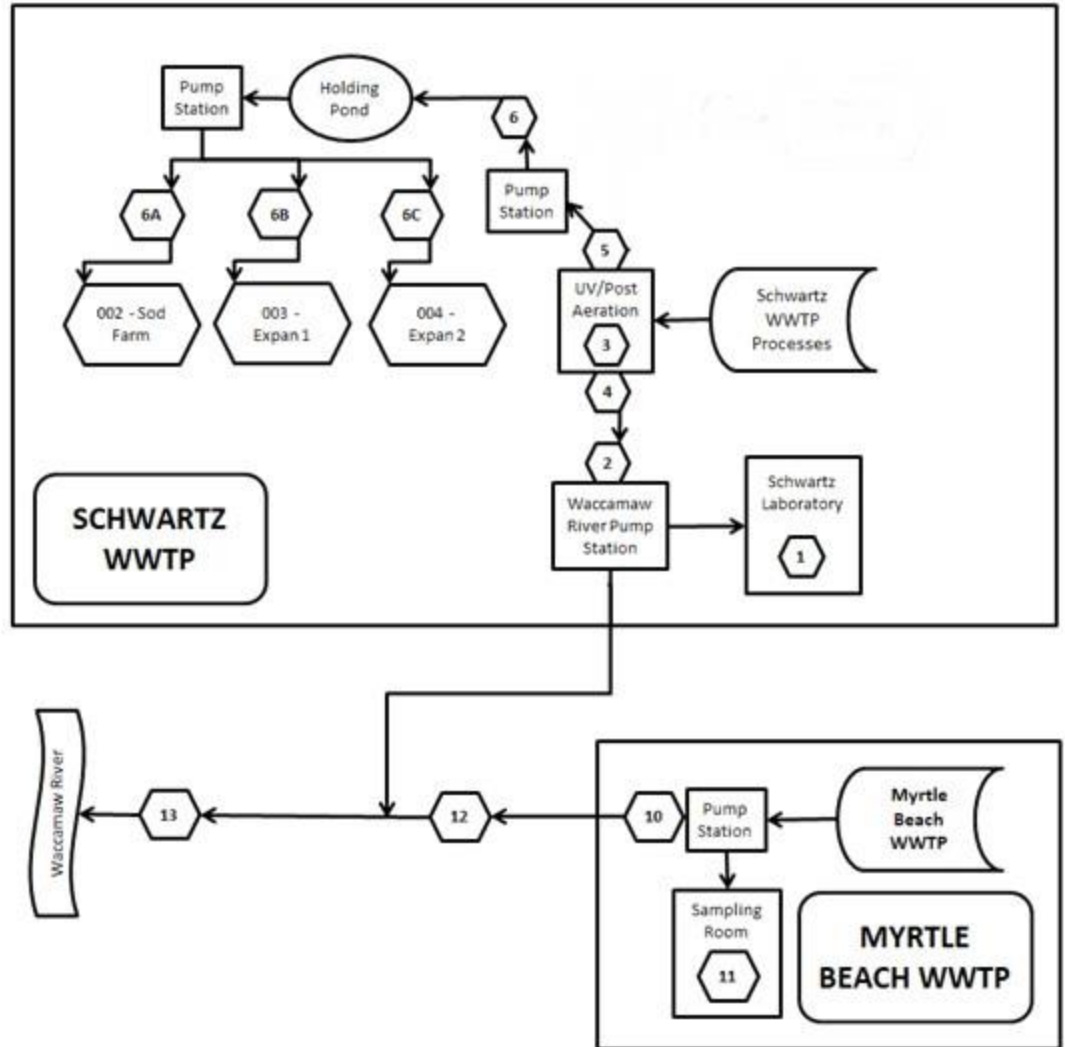 Pump
Station
Holding
Pond
6
Pump
Station
6A
6B
6C
5
002 - Sod
Farm
003 -
Expan 1
004 -
Expan 2
UV/Post
Aeration
3
Schwartz
WWTP
Processes
4
2
Waccamaw
River Pump
Station
Schwartz
Laboratory
1
SCHWARTZ
WWTP
Waccamaw River
13
12
10
Pump
Station
Myrtle
Beach
WWTP
Sampling
Room
11
MYRTLE
BEACH WWTP